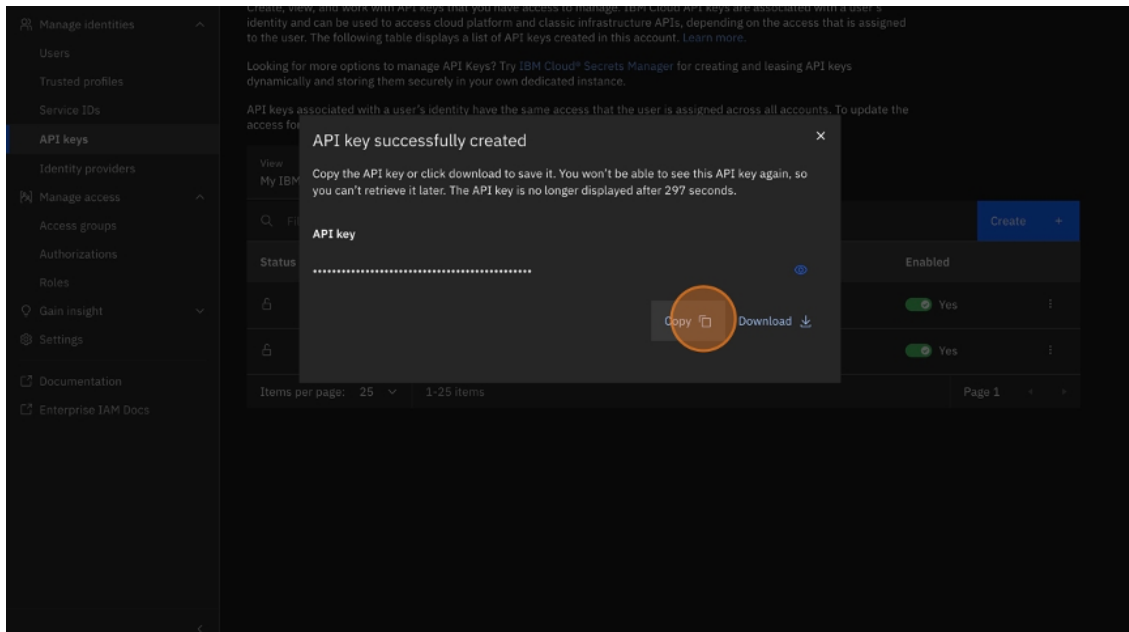 Manage identities
Users
Trusted profiles
Service IDs
API keys
Identity providers
Manage access
Access groups
Authorizations
Roles
Gain insight
Settings
Documentation
Enterprise IAM Docs
Create, view, and work with API keys that you have access to manage. IBM Cloud API keys are associated with a user's
identity and can be used to access cloud platform and classic infrastructure APIs, depending on the access that is assigned
to the user. The following table displays a list of API keys created in this account. Learn more.
Looking for more options to manage API Keys? Try IBM Cloud® Secrets Manager for creating and leasing API keys
dynamically and storing them securely in your own dedicated instance.
API keys associated with a user's identity have the same access that the user is assigned across all accounts. To update the
access for
View
My IBM
Create +
Status
Enabled
Yes
Yes
Items per page: 25
1-25 items
Page 1
API key successfully created
Copy the API key or click download to save it. You won't be able to see this API key again, so
you can't retrieve it later. The API key is no longer displayed after 297 seconds.
API key
••••••••••••••••••••••••••••••••••••••••••••
Copy
Download